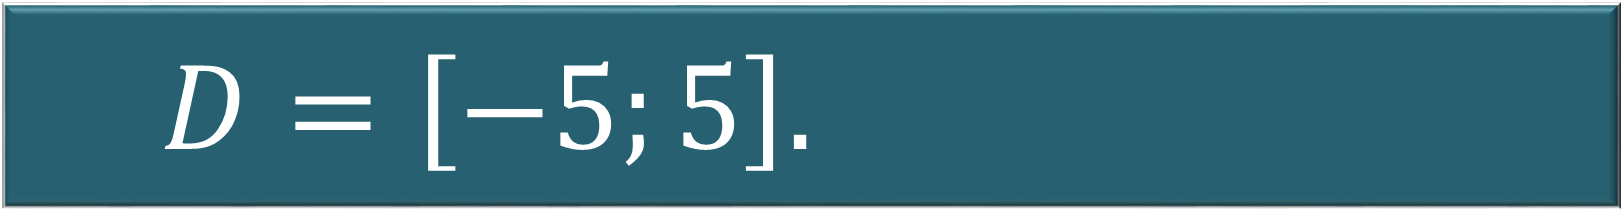 D = [−5; 5].